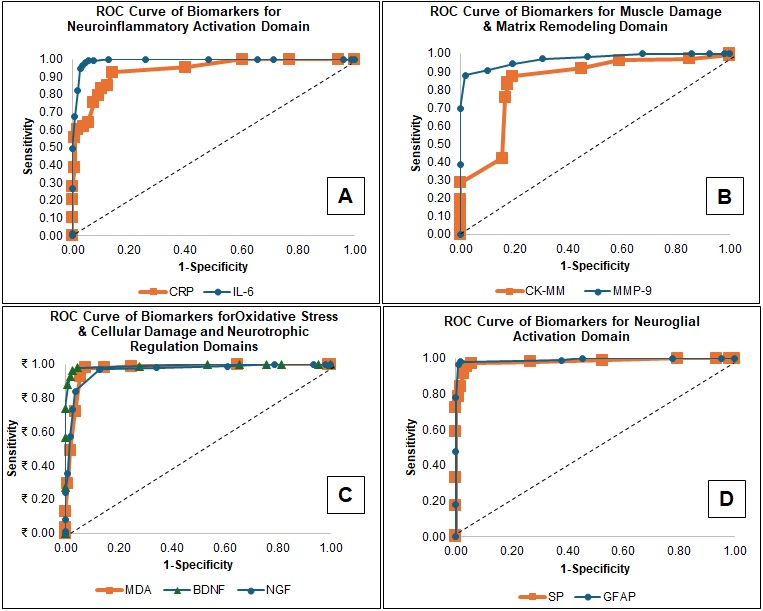 ROC Curve of Biomarkers for
Neuroinflammatory Activation Domain
Sensitivity
1.00
0.90
0.80
0.70
0.60
0.50
0.40
0.30
0.20
0.10
0.00
0.00 0.20 0.40 0.60 0.80 1.00
1-Specificity
A
CRP IL-6
ROC Curve of Biomarkers for Muscle Damage
& Matrix Remodeling Domain
Sensitivity
1.00
0.90
0.80
0.70
0.60
0.50
0.40
0.30
0.20
0.10
0.00
0.00 0.20 0.40 0.60 0.80 1.00
1-Specificity
B
CK-MM MMP-9
ROC Curve of Biomarkers forOxidative Stress
& Cellular Damage and Neurotrophic
Regulation Domains
Sensitivity
₹ 1.00
₹ 0.80
₹ 0.60
₹ 0.40
₹ 0.20
₹ 0.00
0.00 0.20 0.40 0.60 0.80 1.00
1-Specificity
C
MDA BDNF NGF
ROC Curve of Biomarkers for Neuroglial
Activation Domain
Sensitivity
1.00
0.80
0.60
0.40
0.20
0.00
0.00 0.20 0.40 0.60 0.80 1.00
1-Specificity
D
SP GFAP